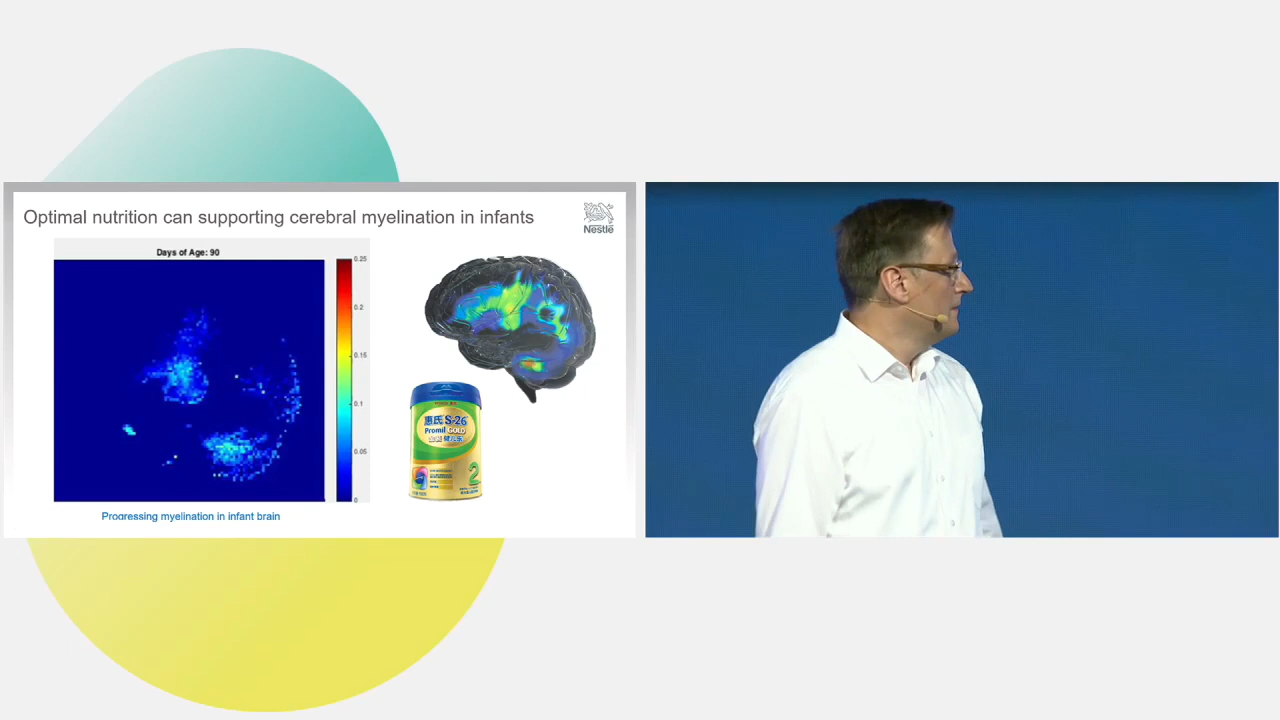 Optimal nutrition can supporting cerebral myelination in infants
Nestlé
Days of Age: 90
0.25
0.2
0.15
0.1
0.05
0
惠氏 S-26
Promil GOLD
2
Progressing myelination in infant brain